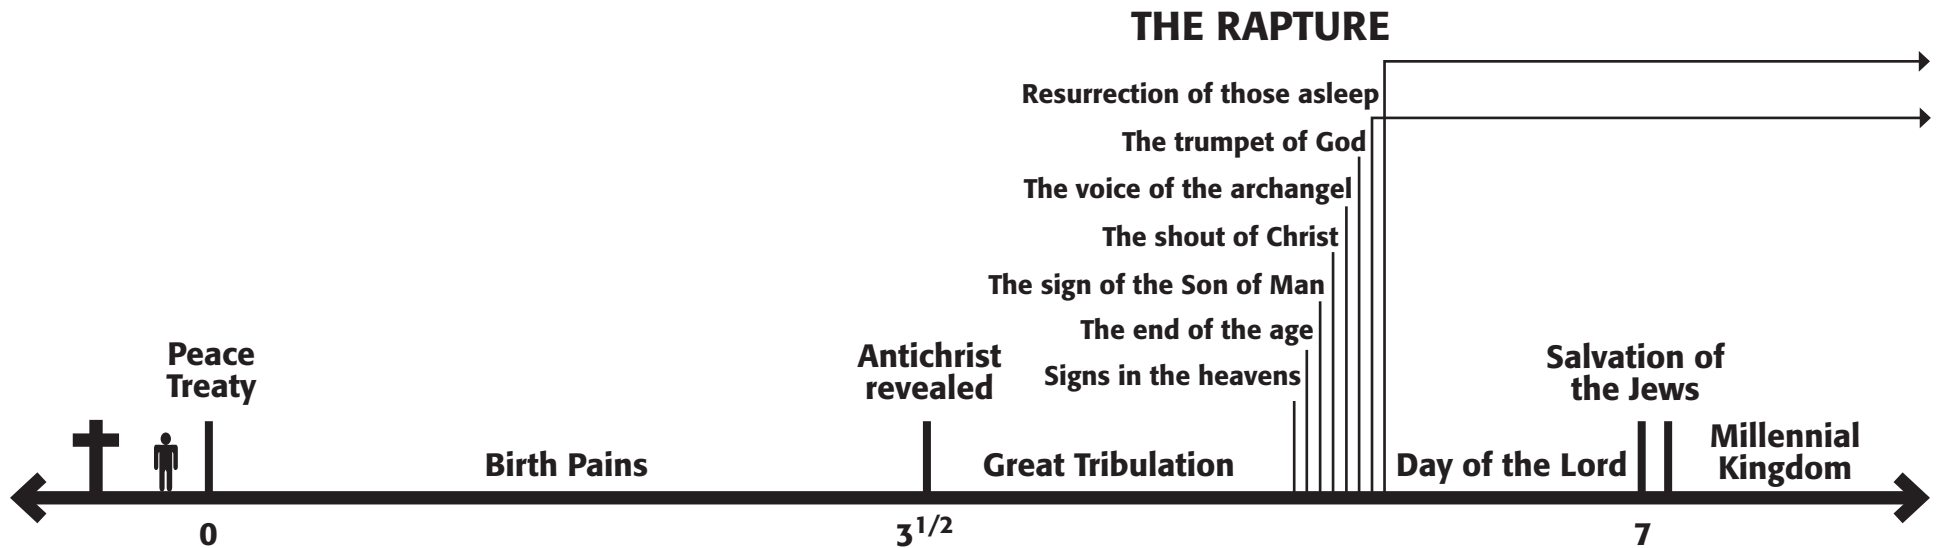 THE RAPTURE
Resurrection of those asleep
The trumpet of God
The voice of the archangel
The shout of Christ
The sign of the Son of Man
The end of the age
Signs in the heavens
Peace
Treaty
Antichrist
revealed
Salvation of
the Jews
Birth Pains
Great Tribulation
Day of the Lord
Millennial
Kingdom
0
3 1/2
7